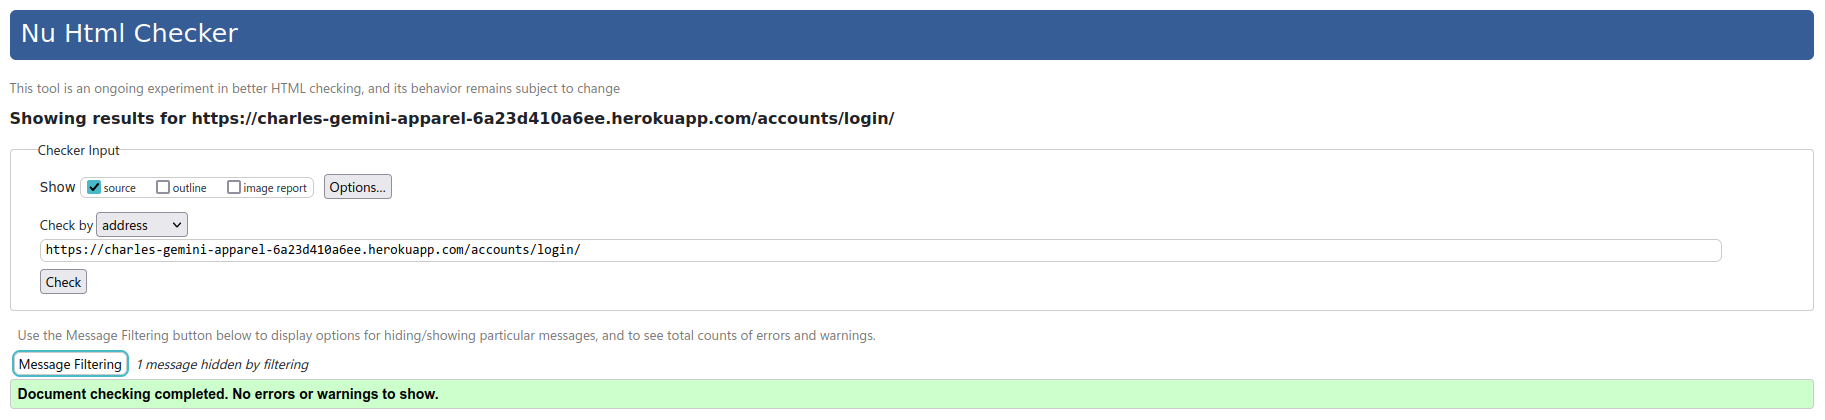 Nu Html Checker
This tool is an ongoing experiment in better HTML checking, and its behavior remains subject to change
Showing results for https://charles-gemini-apparel-6a23d410a6ee.herokuapp.com/accounts/login/
Checker Input
Show source outline image report Options...
Check by address
https://charles-gemini-apparel-6a23d410a6ee.herokuapp.com/accounts/login/
Check
Use the Message Filtering button below to display options for hiding/showing particular messages, and to see total counts of errors and warnings.
Message Filtering 1 message hidden by filtering
Document checking completed. No errors or warnings to show.